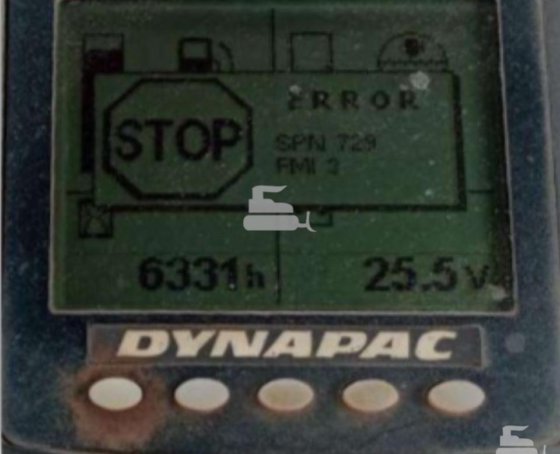 STOP
ERROR
SPN 729
FMI 3
6331h
25.5V
DYNAPAC